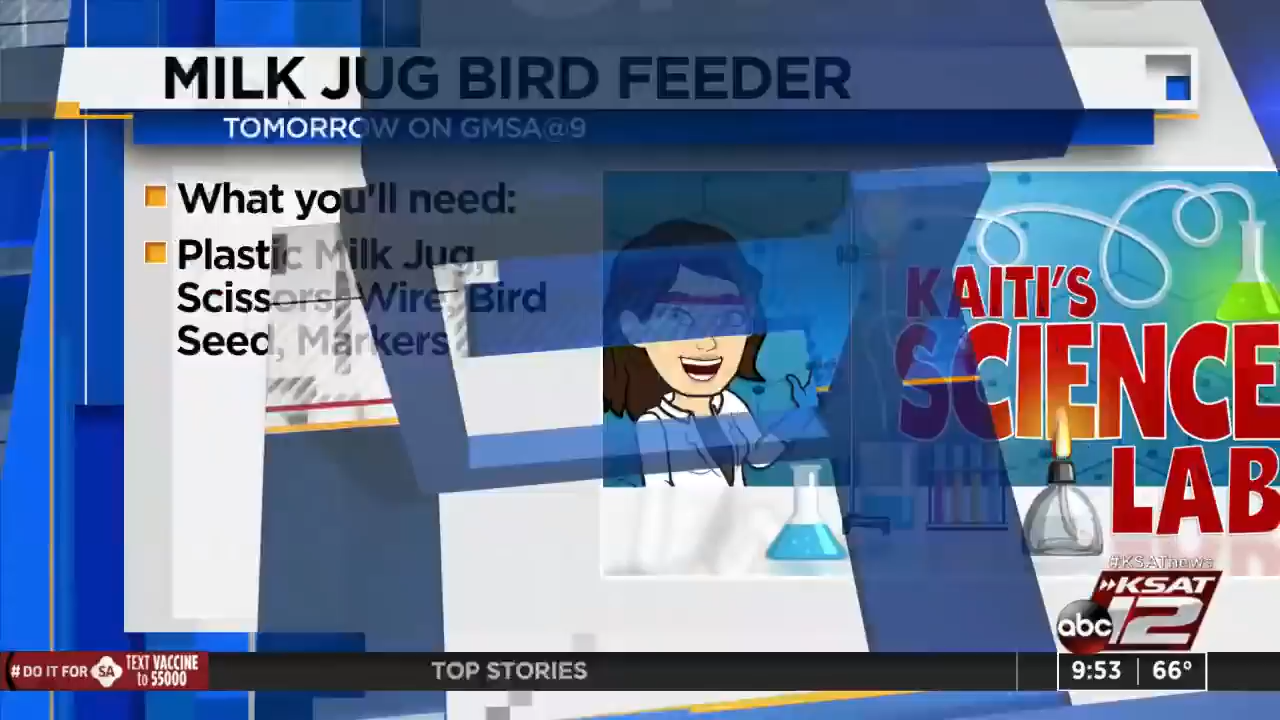 MILK JUG BIRD FEEDER
TOMORROW ON GMSA@9
What you'll need:
Plastic Milk Jug,
Scissors, Wire, Bird
Seed, Markers
KAITI'S
SCIENCE
LAB
#KSATnews
KSAT
abc 12
#DO IT FOR SA TEXT VACCINE
to 55000
TOP STORIES
9:53 66°